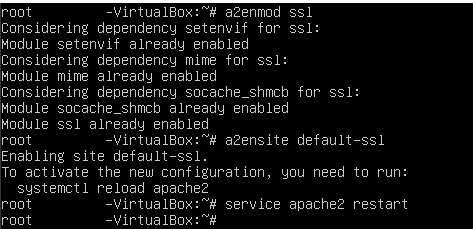 root -VirtualBox:~# a2enmod ssl
Considering dependency setenvif for ssl:
Module setenvif already enabled
Considering dependency mime for ssl:
Module mime already enabled
Considering dependency socache_shmcb for ssl:
Module socache_shmcb already enabled
Module ssl already enabled
root -VirtualBox:~# a2ensite default-ssl
Enabling site default-ssl.
To activate the new configuration, you need to run:
  systemctl reload apache2
root -VirtualBox:~# service apache2 restart
root -VirtualBox:~#